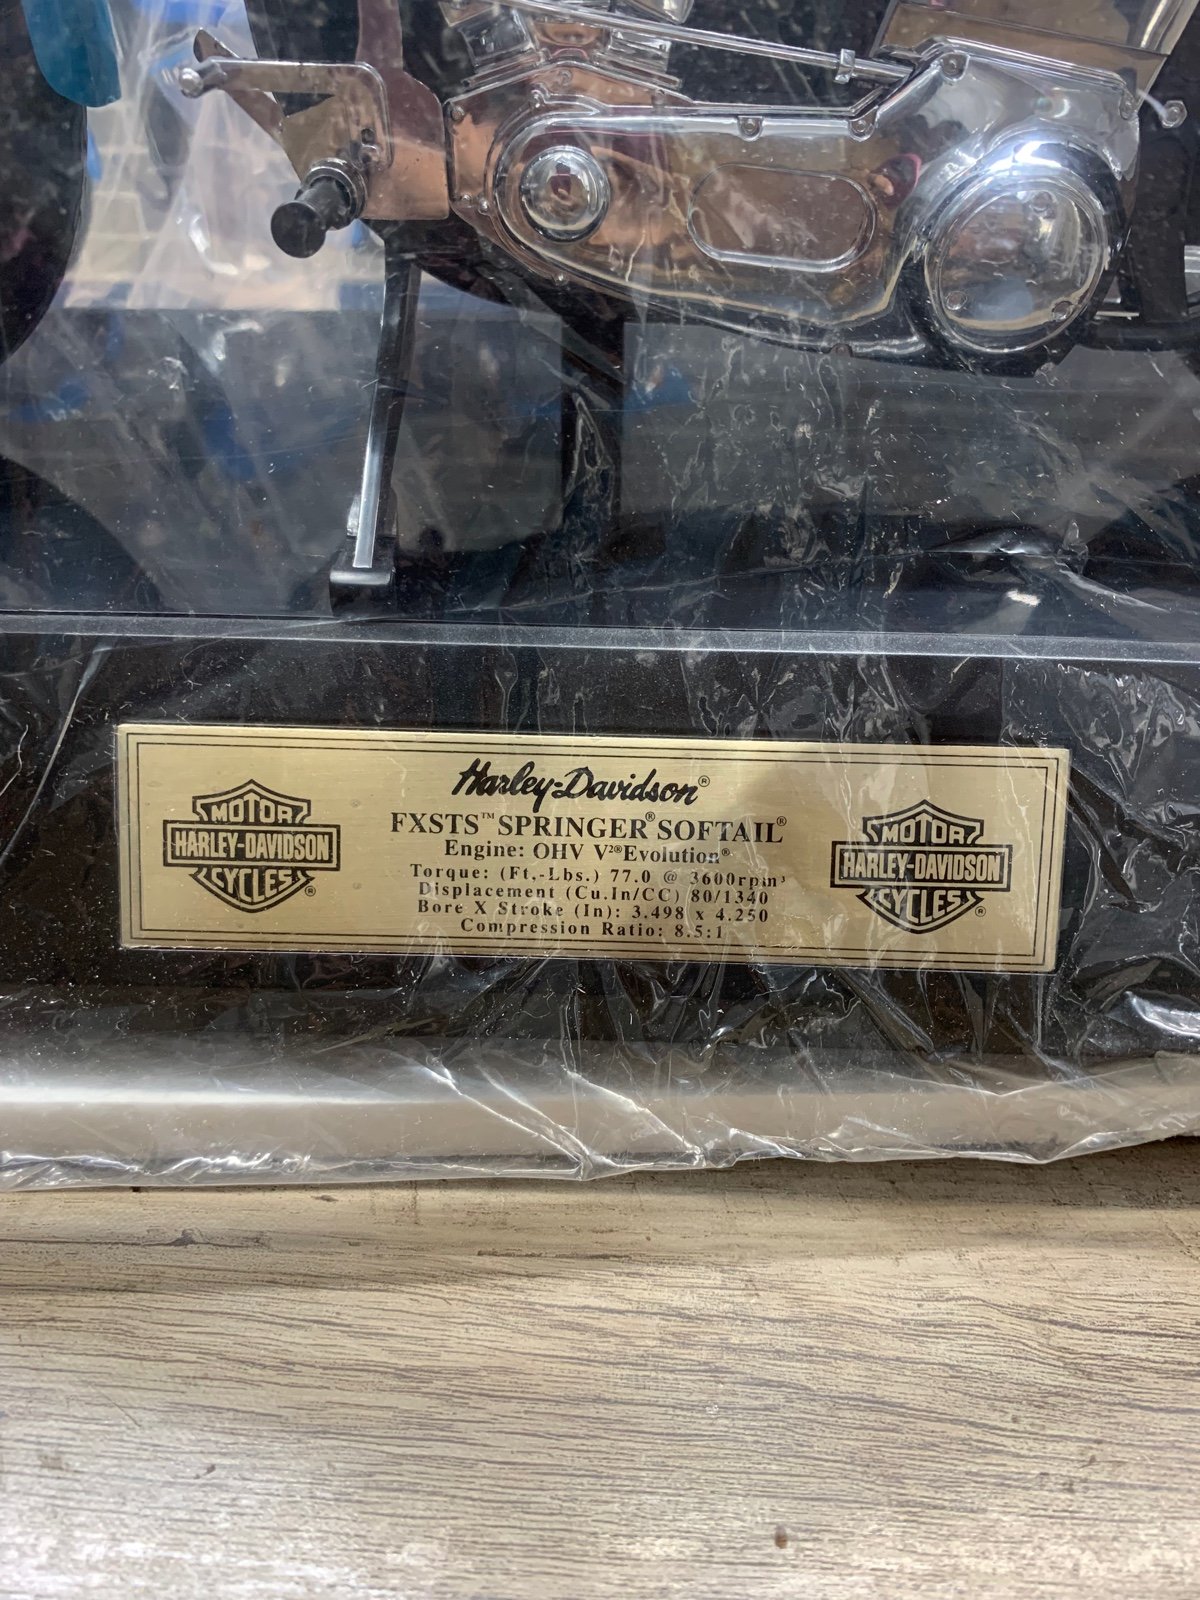 Harley-Davidson®
FXSTS™ SPRINGER® SOFTAIL®
Engine: OHV V²® Evolution®
Torque: (Ft,-Lbs.) 77.0 @ 3600rpm³
Displacement (Cu.In/CC) 80/1340
Bore X Stroke (In): 3.498 x 4.250
Compression Ratio: 8.5:1
MOTOR
HARLEY-DAVIDSON
CYCLES®
MOTOR
HARLEY-DAVIDSON
CYCLES®